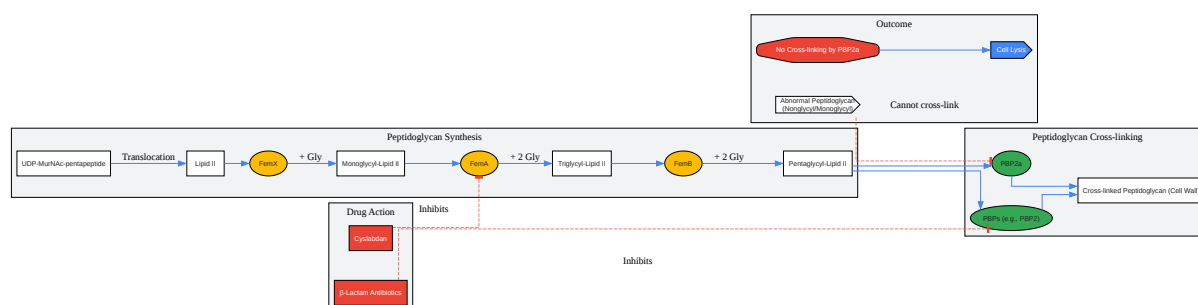 Outcome
No Cross-linking by PBP2a
Cell Lysis
Abnormal Peptidoglycan
(Nonglycyl/Monoglycyl)
Cannot cross-link
Peptidoglycan Synthesis
UDP-MurNAc-pentapeptide
Translocation
Lipid II
FemX
+ Gly
Monoglycyl-Lipid II
FemA
+ 2 Gly
Triglycyl-Lipid II
FemB
+ 2 Gly
Pentaglycyl-Lipid II
Peptidoglycan Cross-linking
PBP2a
Cross-linked Peptidoglycan (Cell Wall)
PBPs (e.g., PBP2)
Drug Action
Inhibits
Cyslabdan
Inhibits
β-Lactam Antibiotics